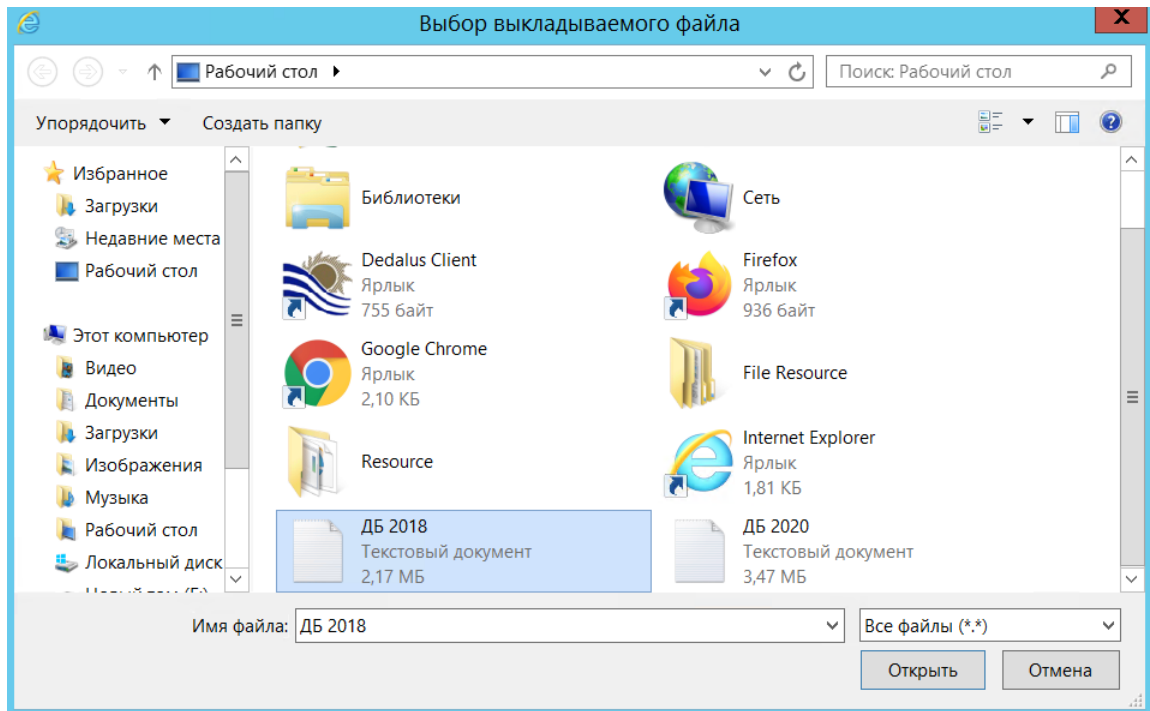 Выбор выкладываемого файла
X
Рабочий стол
Поиск: Рабочий стол
Упорядочить
Создать папку
?
Избранное
Загрузки
Недавние места
Рабочий стол
Этот компьютер
Видео
Документы
Загрузки
Изображения
Музыка
Рабочий стол
Локальный диск
Библиотеки
Сеть
Dedalus Client
Ярлык
755 байт
Firefox
Ярлык
936 байт
Google Chrome
Ярлык
2,10 КБ
File Resource
Resource
Internet Explorer
Ярлык
1,81 КБ
ДБ 2018
Текстовый документ
2,17 МБ
ДБ 2020
Текстовый документ
3,47 МБ
Имя файла:
ДБ 2018
Все файлы (*.*)
Открыть
Отмена